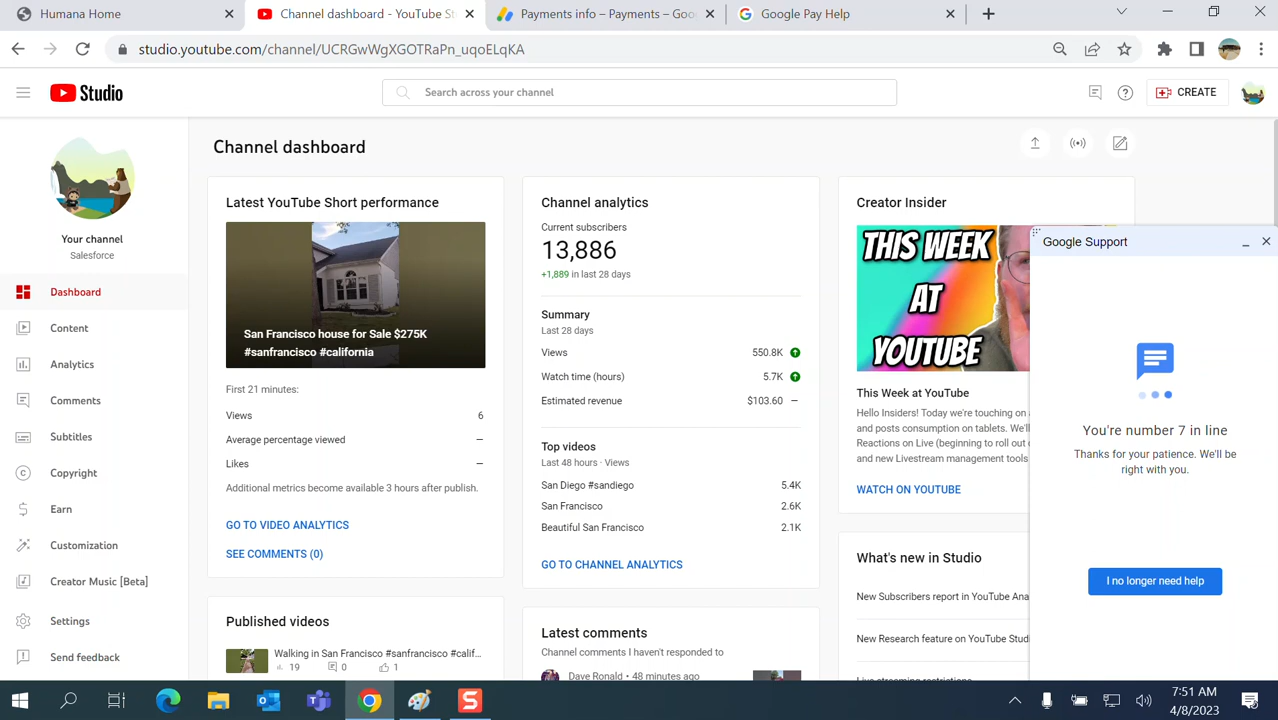 Humana Home
Channel dashboard - YouTube St
Payments info – Payments – Goo
Google Pay Help
studio.youtube.com/channel/UCRGwWgXGOTRaPn_uqoELqKA
Studio
Search across your channel
CREATE
Your channel
Salesforce
Dashboard
Content
Analytics
Comments
Subtitles
Copyright
Earn
Customization
Creator Music [Beta]
Settings
Send feedback
Channel dashboard
Latest YouTube Short performance
San Francisco house for Sale $275K
#sanfrancisco #california
First 21 minutes:
Views 6
Average percentage viewed –
Likes –
Additional metrics become available 3 hours after publish.
GO TO VIDEO ANALYTICS
SEE COMMENTS (0)
Published videos
Walking in San Francisco #sanfrancisco #calif...
19 0 1
Channel analytics
Current subscribers
13,886
+1,889 in last 28 days
Summary
Last 28 days
Views 550.8K
Watch time (hours) 5.7K
Estimated revenue $103.60 –
Top videos
Last 48 hours · Views
San Diego #sandiego 5.4K
San Francisco 2.6K
Beautiful San Francisco 2.1K
GO TO CHANNEL ANALYTICS
Latest comments
Channel comments I haven't responded to
Dave Ronald • 48 minutes ago
Creator Insider
THIS WEEK
AT
YOUTUBE
This Week at YouTube
Hello Insiders! Today we're touching on
and posts consumption on tablets. We'll
Reactions on Live (beginning to roll out
and new Livestream management tools
WATCH ON YOUTUBE
What's new in Studio
New Subscribers report in YouTube Ana
New Research feature on YouTube Studi
Live streaming restrictions
Google Support
You're number 7 in line
Thanks for your patience. We'll be
right with you.
I no longer need help
7:51 AM
4/8/2023